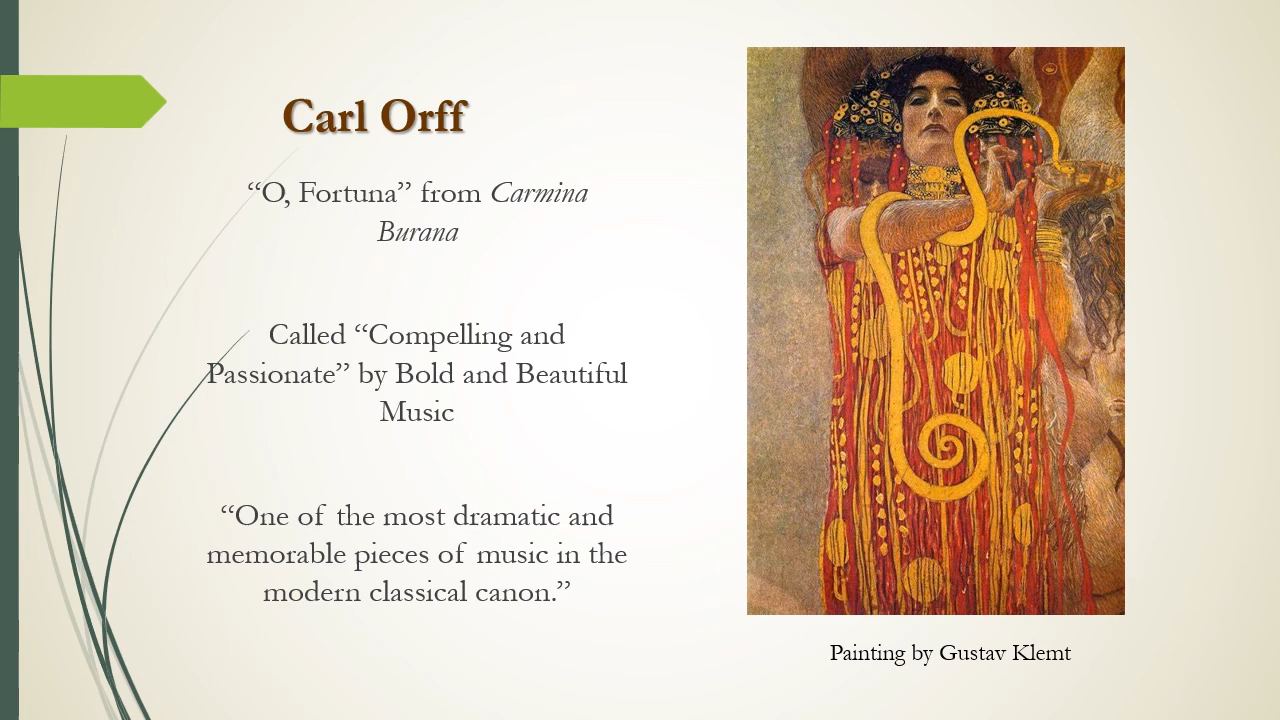 Carl Orff
“O, Fortuna” from Carmina
Burana
Called “Compelling and
Passionate” by Bold and Beautiful
Music
“One of the most dramatic and
memorable pieces of music in the
modern classical canon.”
Painting by Gustav Klemt